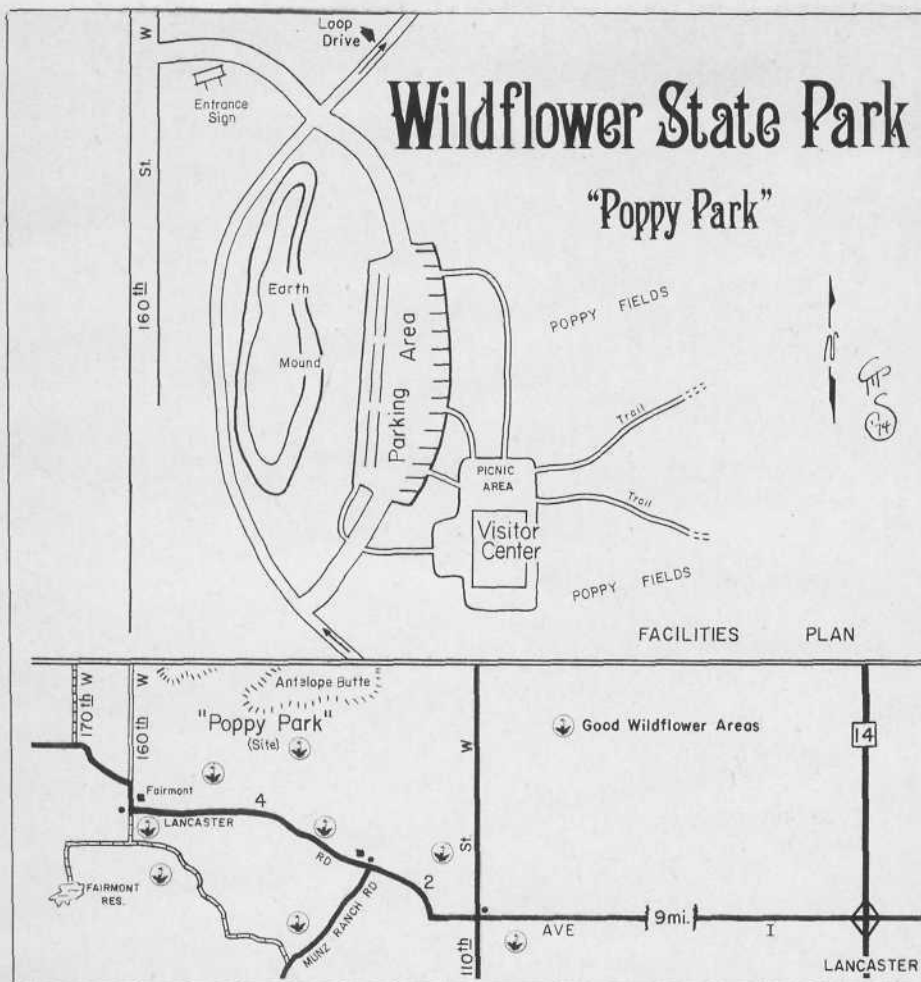 Loop
Drive
W
Entrance
Sign
St.
160th
Wildflower State Park
"Poppy Park"
Earth
Mound
Parking Area
POPPY FIELDS
N
'74
Trail
PICNIC
AREA
Trail
Visitor
Center
POPPY FIELDS
FACILITIES PLAN
170th W
160th W
Antelope Butte
"Poppy Park"
(Site)
Good Wildflower Areas
W
St.
110th
14
Fairmont
4
LANCASTER
RD
2
FAIRMONT
RES.
MUNZ RANCH RD
AVE
9mi.
I
LANCASTER